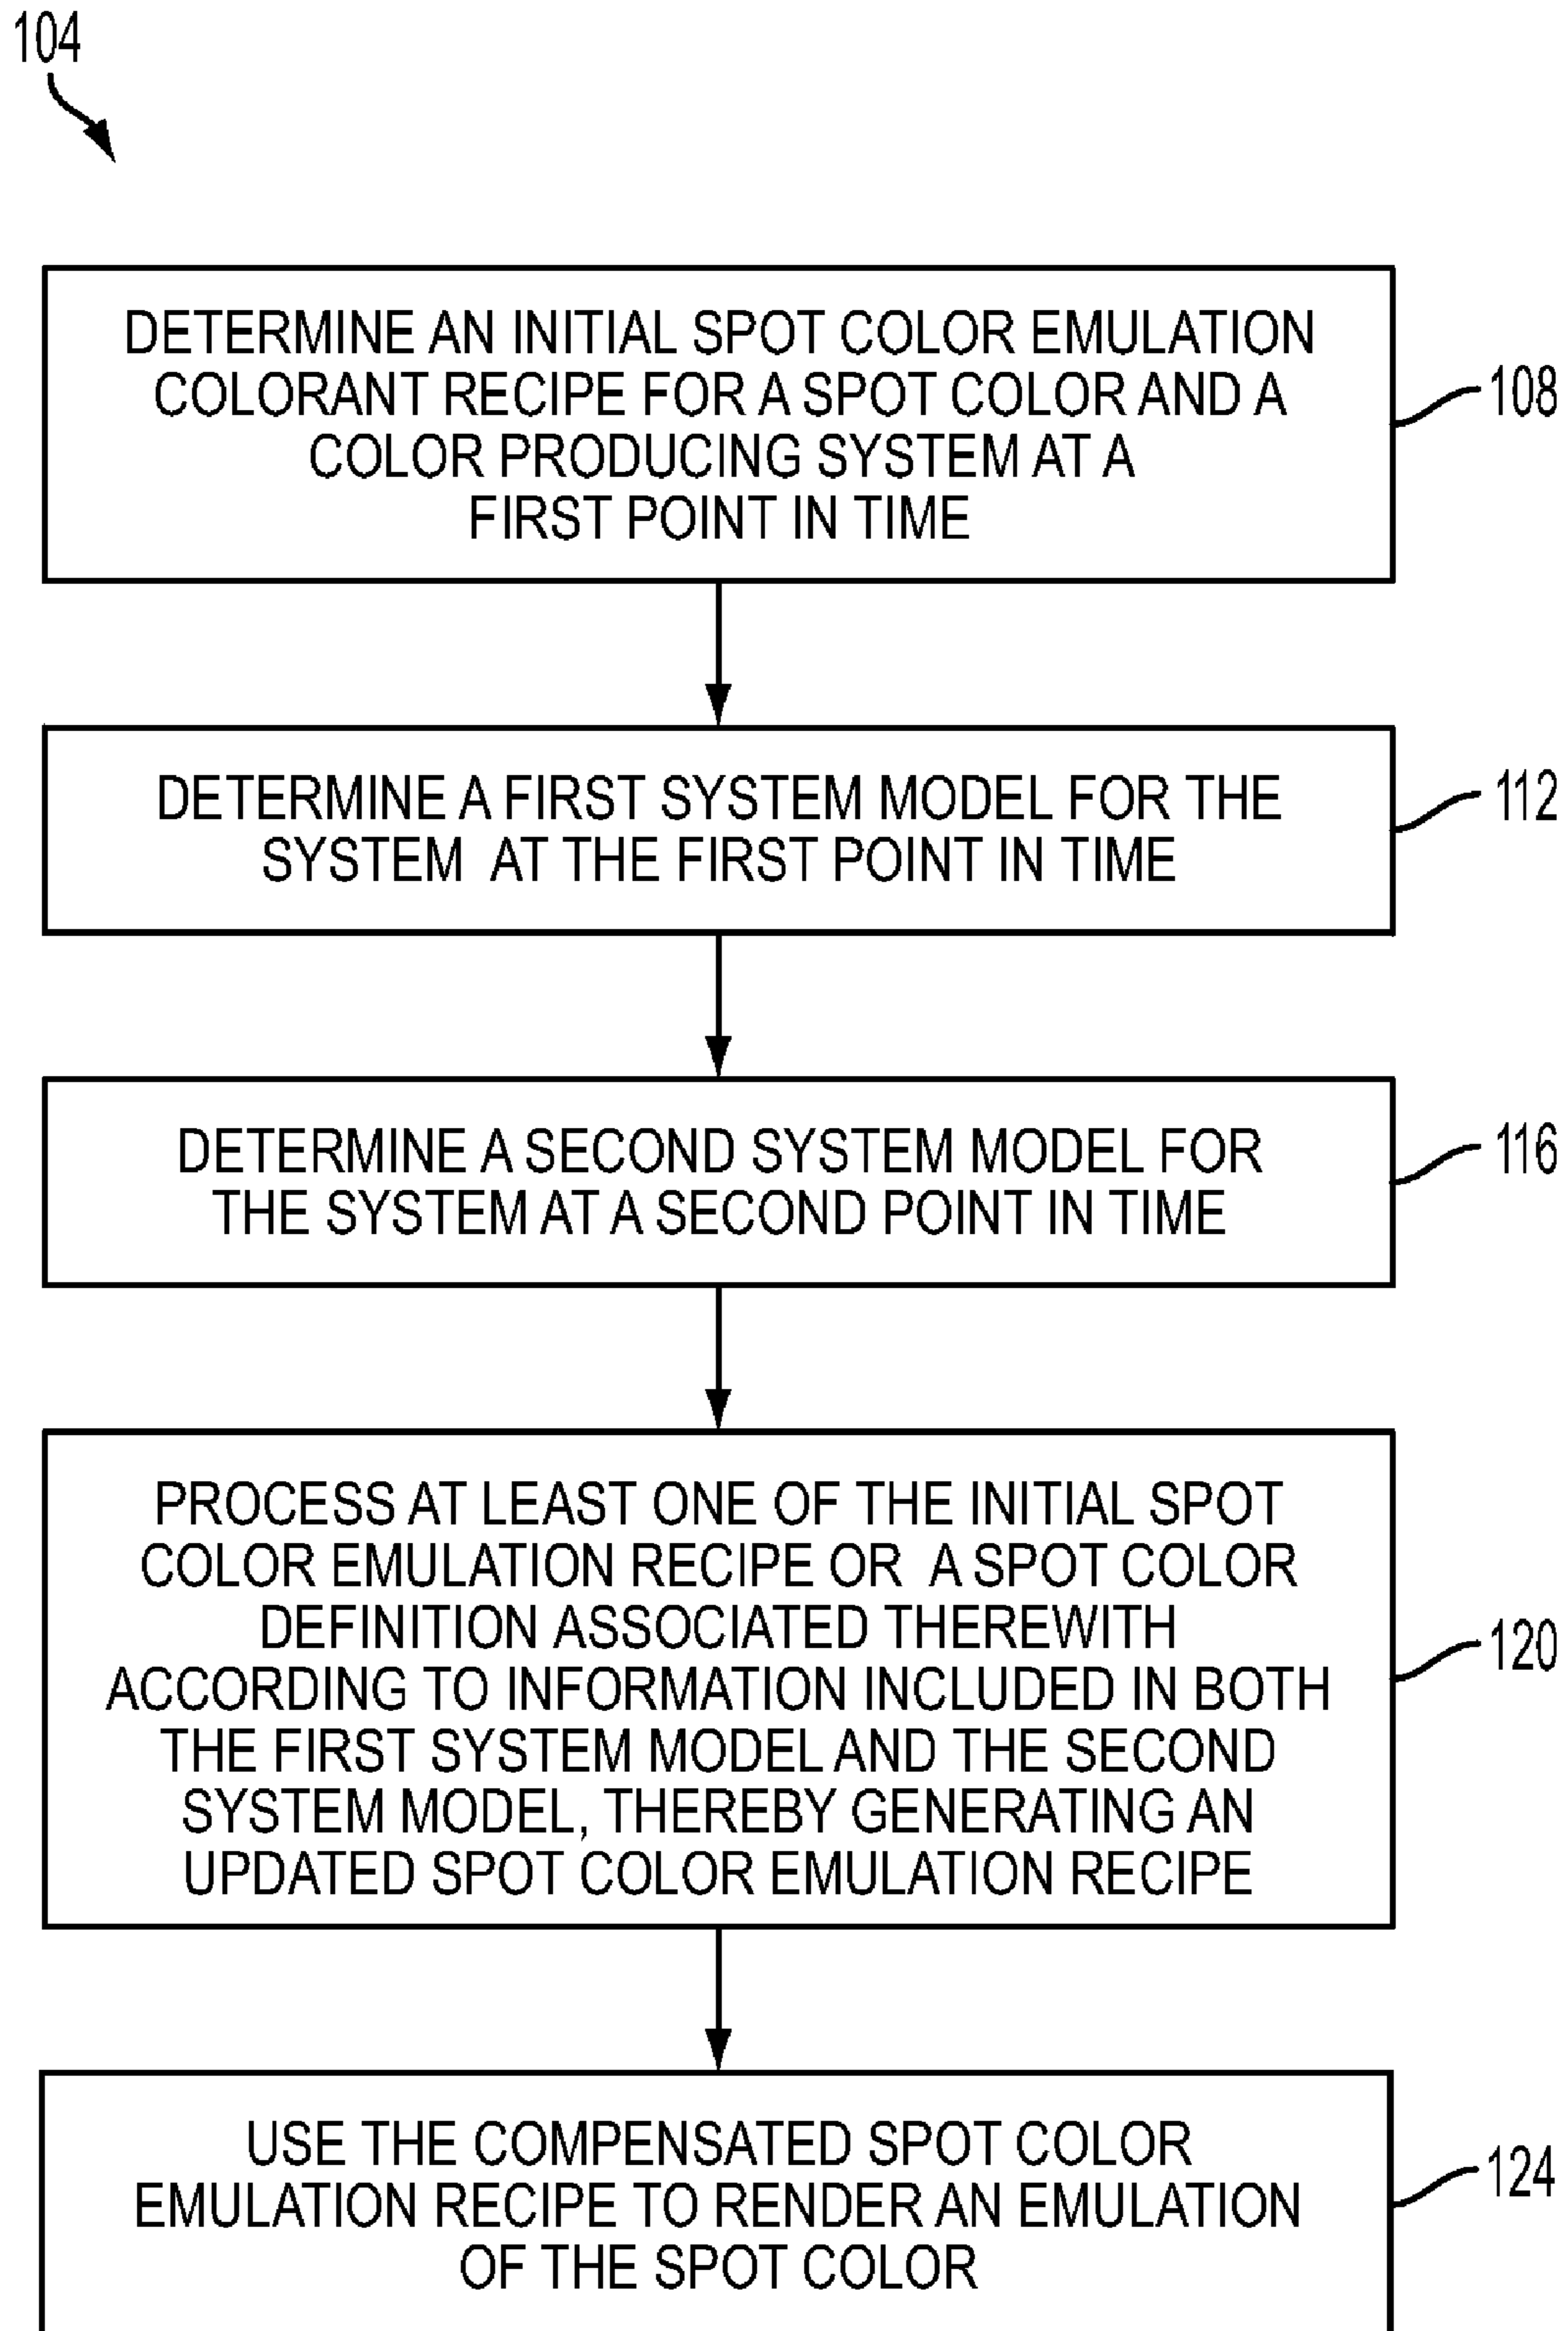 104
DETERMINE AN INITIAL SPOT COLOR EMULATION
COLORANT RECIPE FOR A SPOT COLOR AND A
COLOR PRODUCING SYSTEM AT A
FIRST POINT IN TIME
108
DETERMINE A FIRST SYSTEM MODEL FOR THE
SYSTEM AT THE FIRST POINT IN TIME
112
DETERMINE A SECOND SYSTEM MODEL FOR
THE SYSTEM AT A SECOND POINT IN TIME
116
PROCESS AT LEAST ONE OF THE INITIAL SPOT
COLOR EMULATION RECIPE OR A SPOT COLOR
DEFINITION ASSOCIATED THEREWITH
ACCORDING TO INFORMATION INCLUDED IN BOTH
THE FIRST SYSTEM MODEL AND THE SECOND
SYSTEM MODEL, THEREBY GENERATING AN
UPDATED SPOT COLOR EMULATION RECIPE
120
USE THE COMPENSATED SPOT COLOR
EMULATION RECIPE TO RENDER AN EMULATION
OF THE SPOT COLOR
124